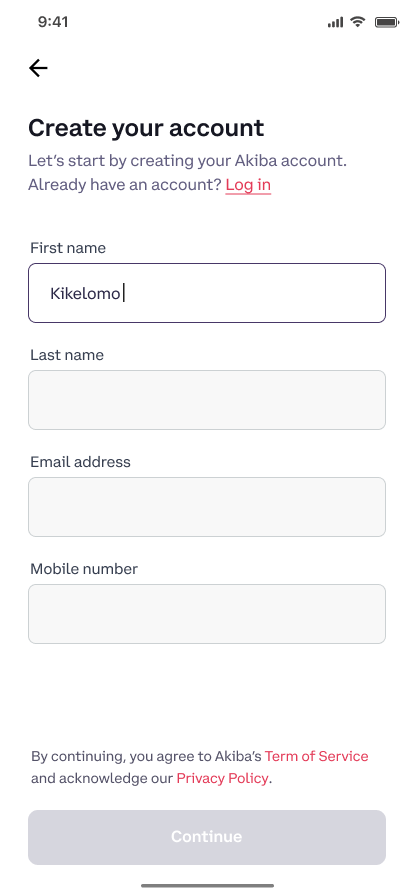 9:41
Create your account
Let's start by creating your Akiba account.
Already have an account? Log in
First name
Kikelomo
Last name
Email address
Mobile number
By continuing, you agree to Akiba's Term of Service
and acknowledge our Privacy Policy.
Continue